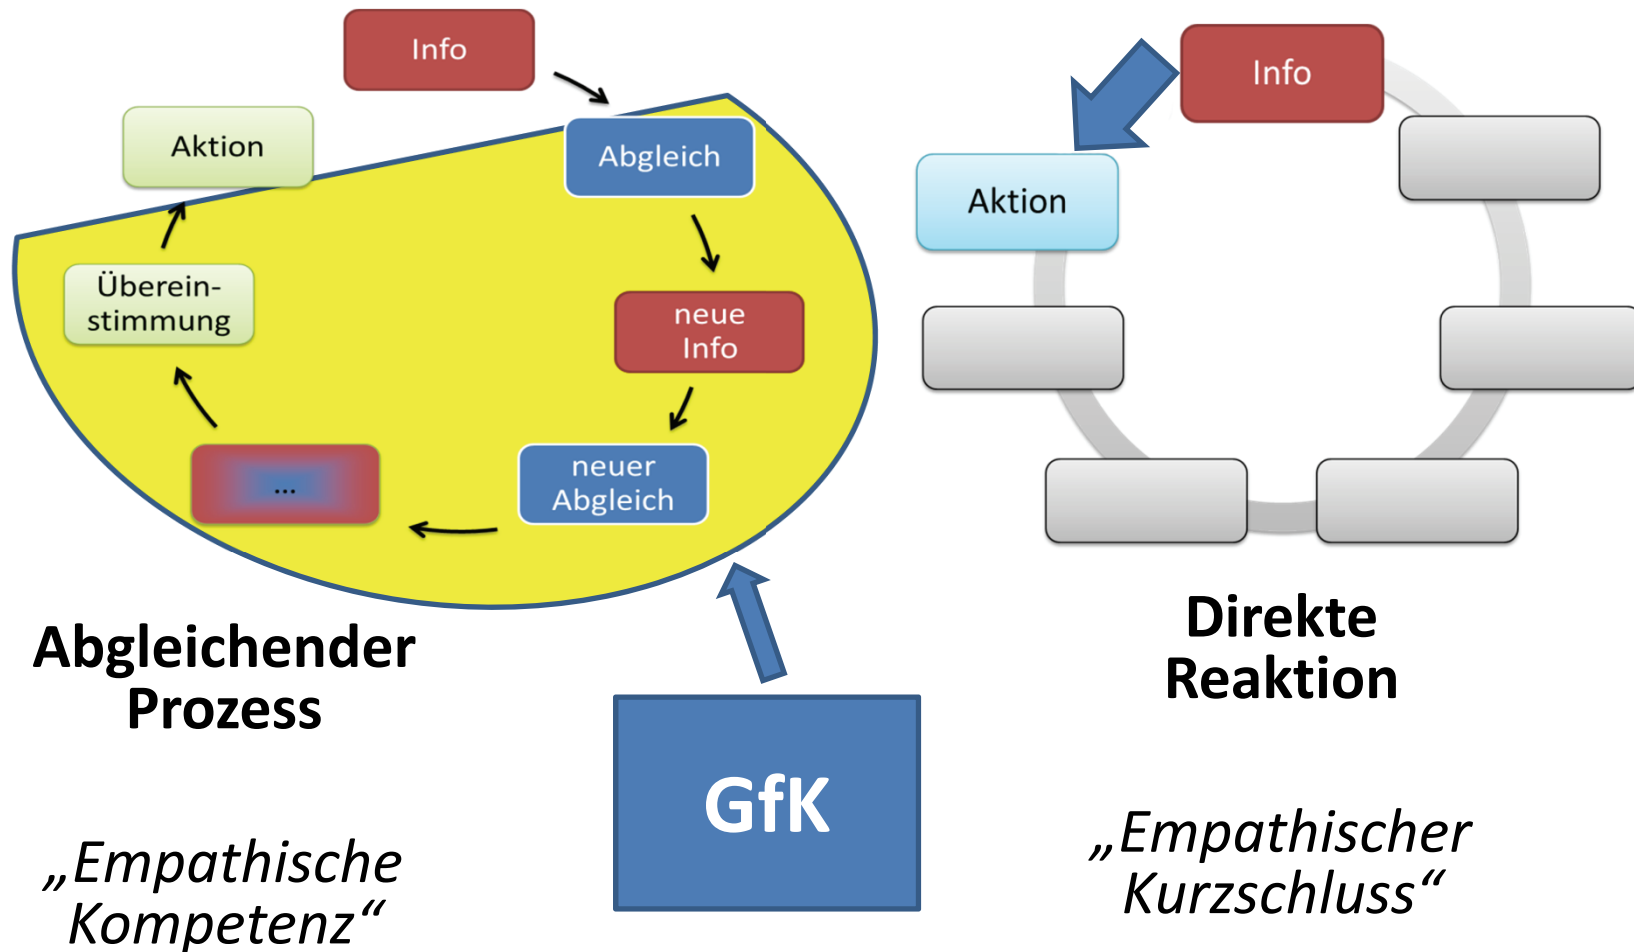 Info
Abgleich
neue
Info
neuer
Abgleich
...
Überein-
stimmung
Aktion
Abgleichender
Prozess
„Empathische
Kompetenz“
GfK
Info
Aktion
Direkte
Reaktion
„Empathischer
Kurzschluss“